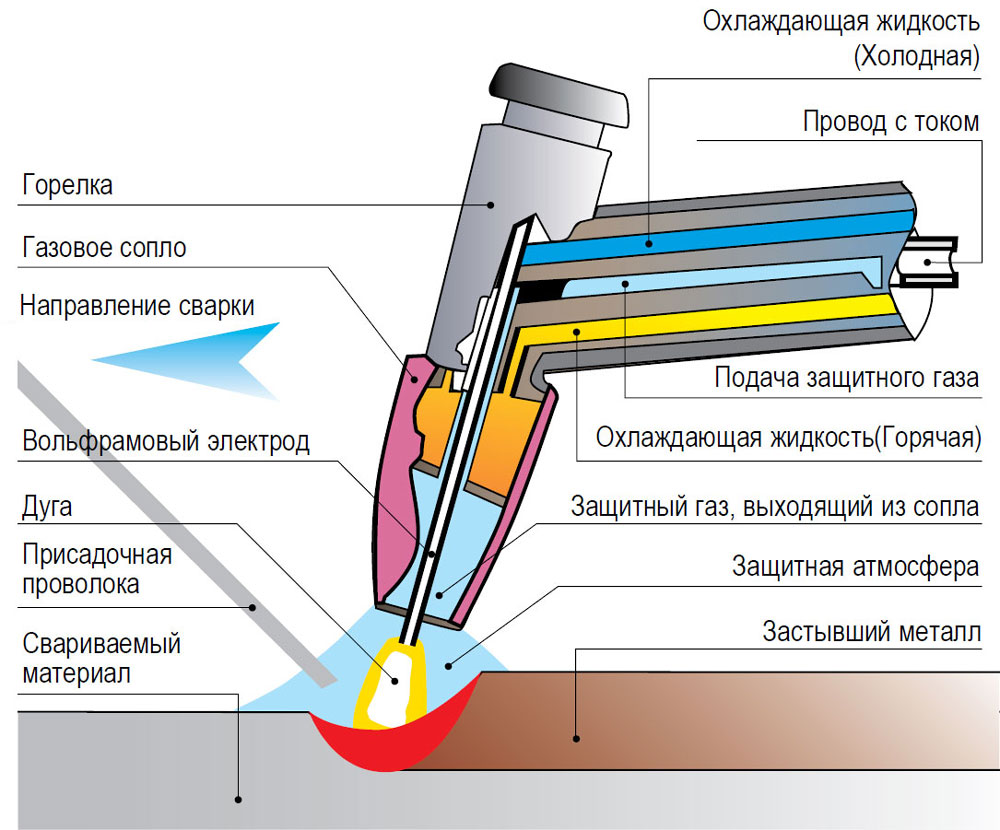 Охлаждающая жидкость
(Холодная)
Провод с током
Горелка
Газовое сопло
Направление сварки
Подача защитного газа
Вольфрамовый электрод
Охлаждающая жидкость(Горячая)
Дуга
Защитный газ, выходящий из сопла
Присадочная
проволока
Защитная атмосфера
Свариваемый
материал
Застывший металл